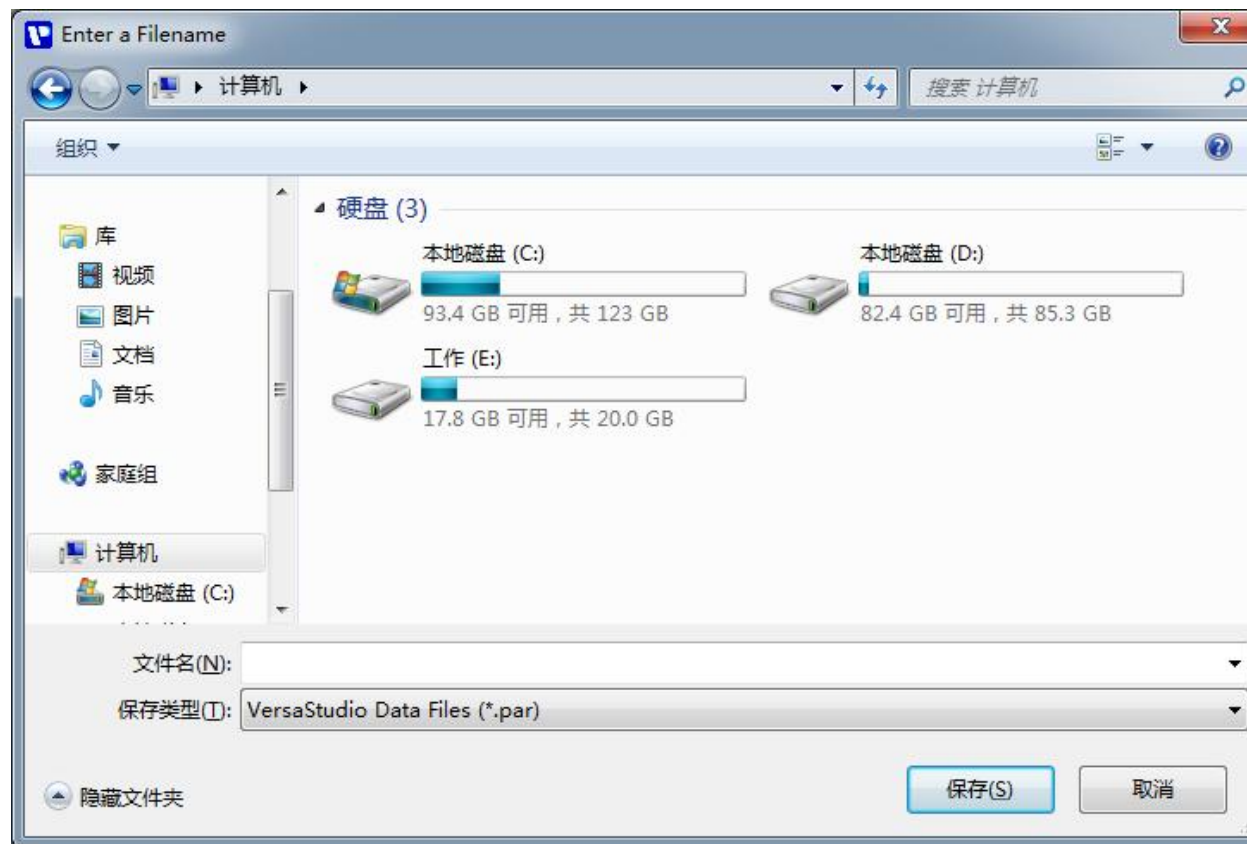 Enter a Filename
计算机
搜索 计算机
组织
库
视频
图片
文档
音乐
家庭组
计算机
本地磁盘 (C:)
硬盘 (3)
本地磁盘 (C:)
93.4 GB 可用，共 123 GB
本地磁盘 (D:)
82.4 GB 可用，共 85.3 GB
工作 (E:)
17.8 GB 可用，共 20.0 GB
文件名(N):
保存类型(T): VersaStudio Data Files (*.par)
隐藏文件夹
保存(S)
取消